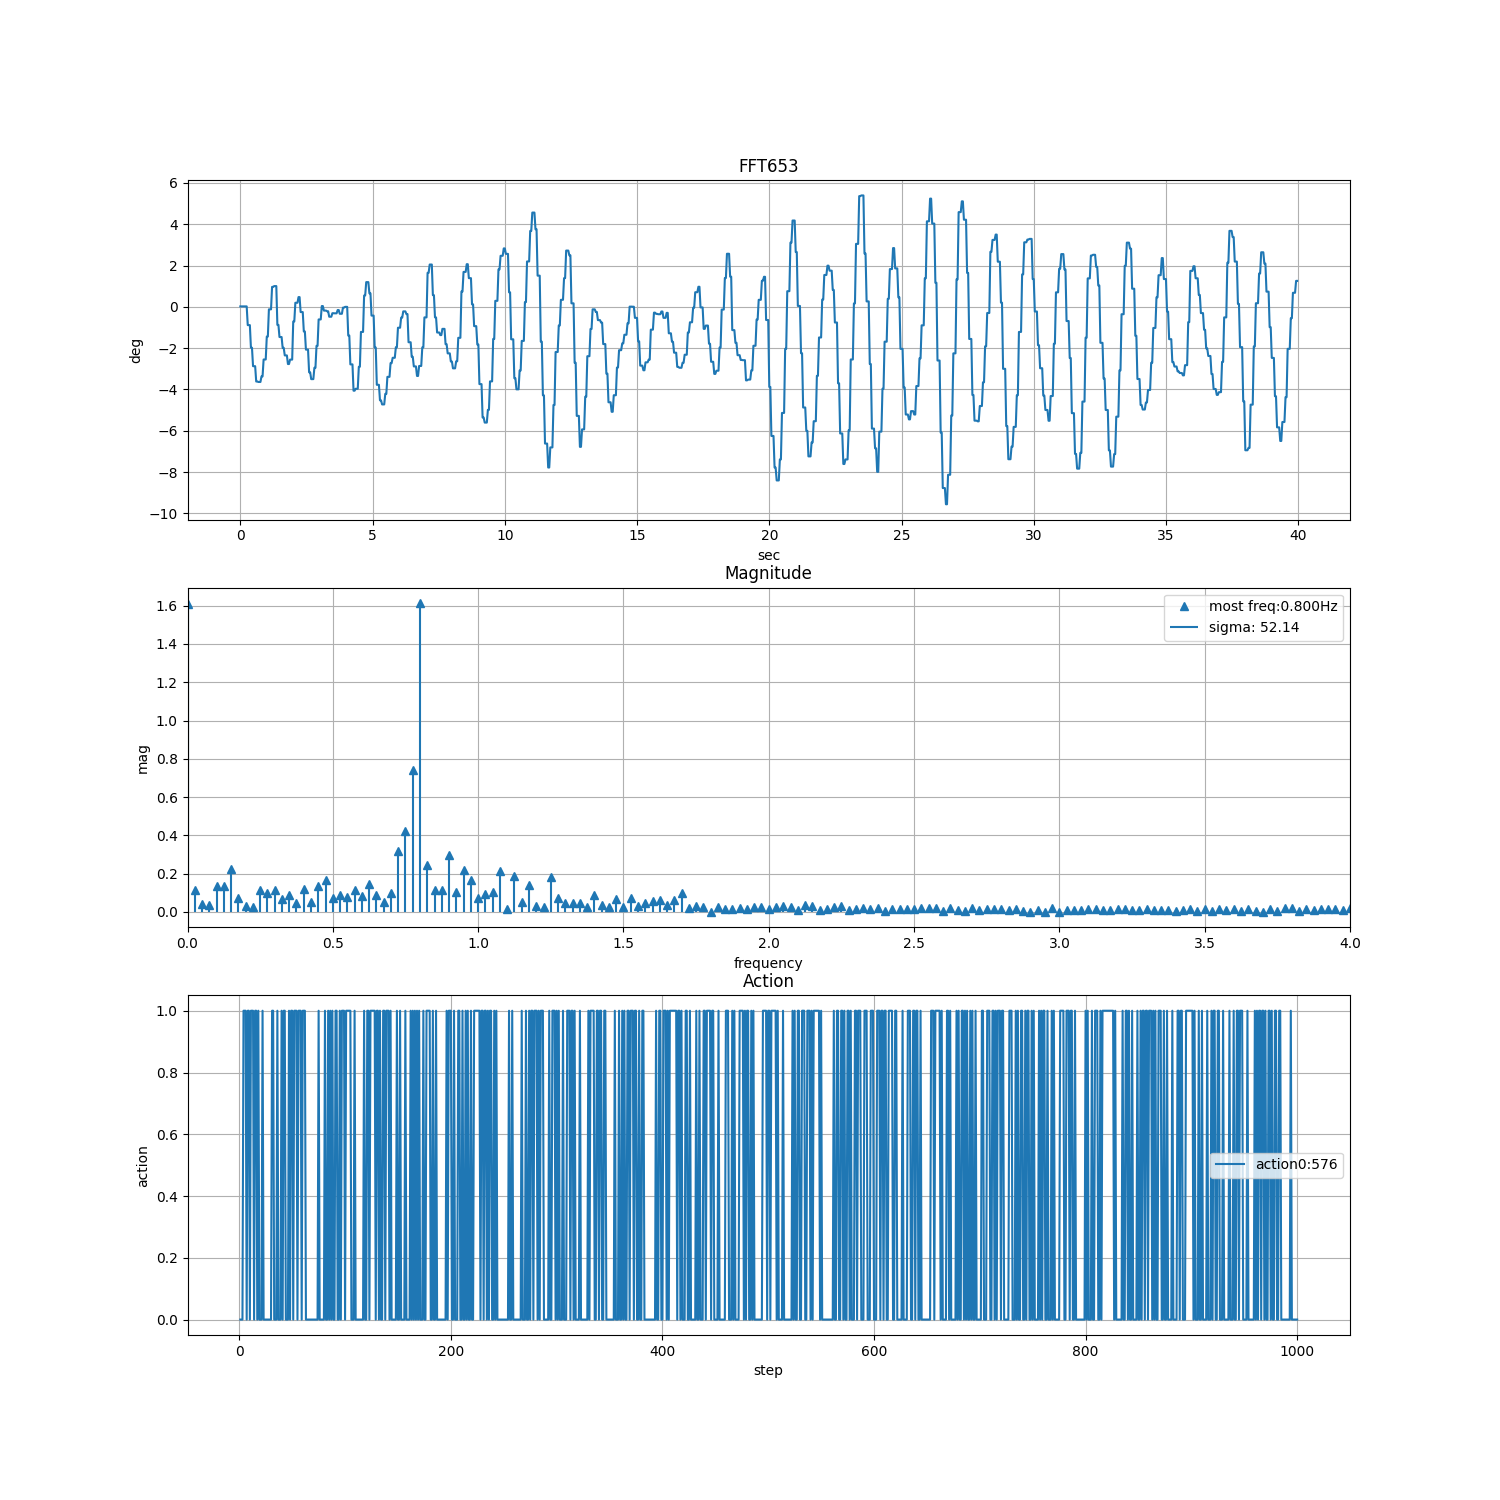 FFT653
6
4
2
0
−2
−4
−6
−8
−10
deg
0 5 10 15 20 25 30 35 40
sec
Magnitude
1.6
1.4
1.2
1.0
0.8
0.6
0.4
0.2
0.0
mag
most freq:0.800Hz
sigma: 52.14
0.0 0.5 1.0 1.5 2.0 2.5 3.0 3.5 4.0
frequency
Action
1.0
0.8
0.6
0.4
0.2
0.0
action
action0:576
0 200 400 600 800 1000
step